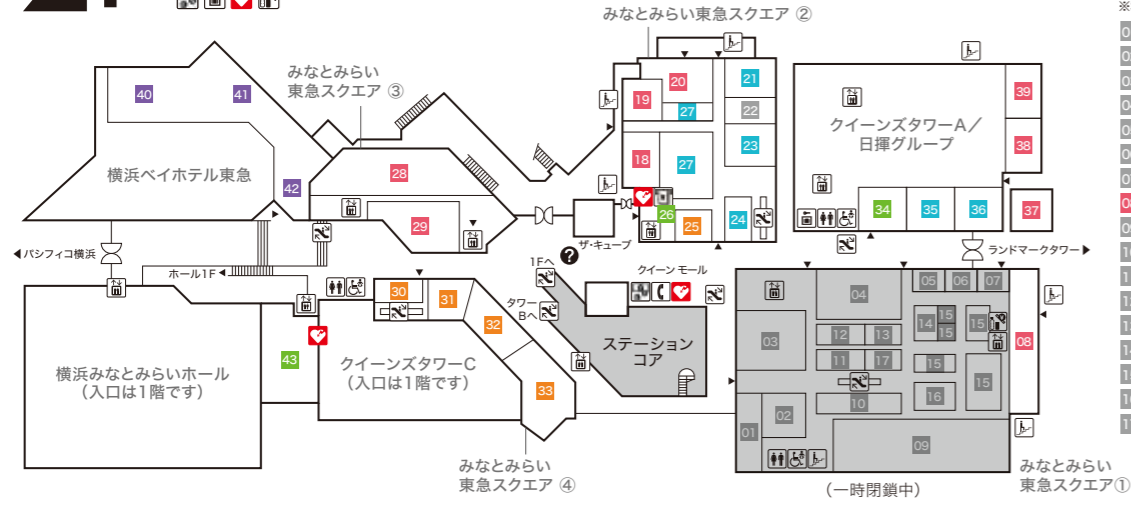 みなとみらい東急スクエア ②
※
みなとみらい
東急スクエア ③
40
41
横浜ベイホテル東急
42
28
29
19
20
21
27
22
23
18
27
26
25
24
クイーンズタワーA／
日揮グループ
39
38
34
35
36
37
◀パシフィコ横浜
ザ・キューブ
?
ランドマークタワー▶
ホール1F◀
1Fへ
クイーン モール
タワー
Bへ
ステーション
コア
30
31
32
33
43
横浜みなとみらいホール
（入口は1階です）
クイーンズタワーC
（入口は1階です）
04
05
06
07
03
12
13
14
15
15
15
08
11
17
15
15
10
16
02
01
09
みなとみらい
東急スクエア ④
（一時閉鎖中）
みなとみらい
東急スクエア①